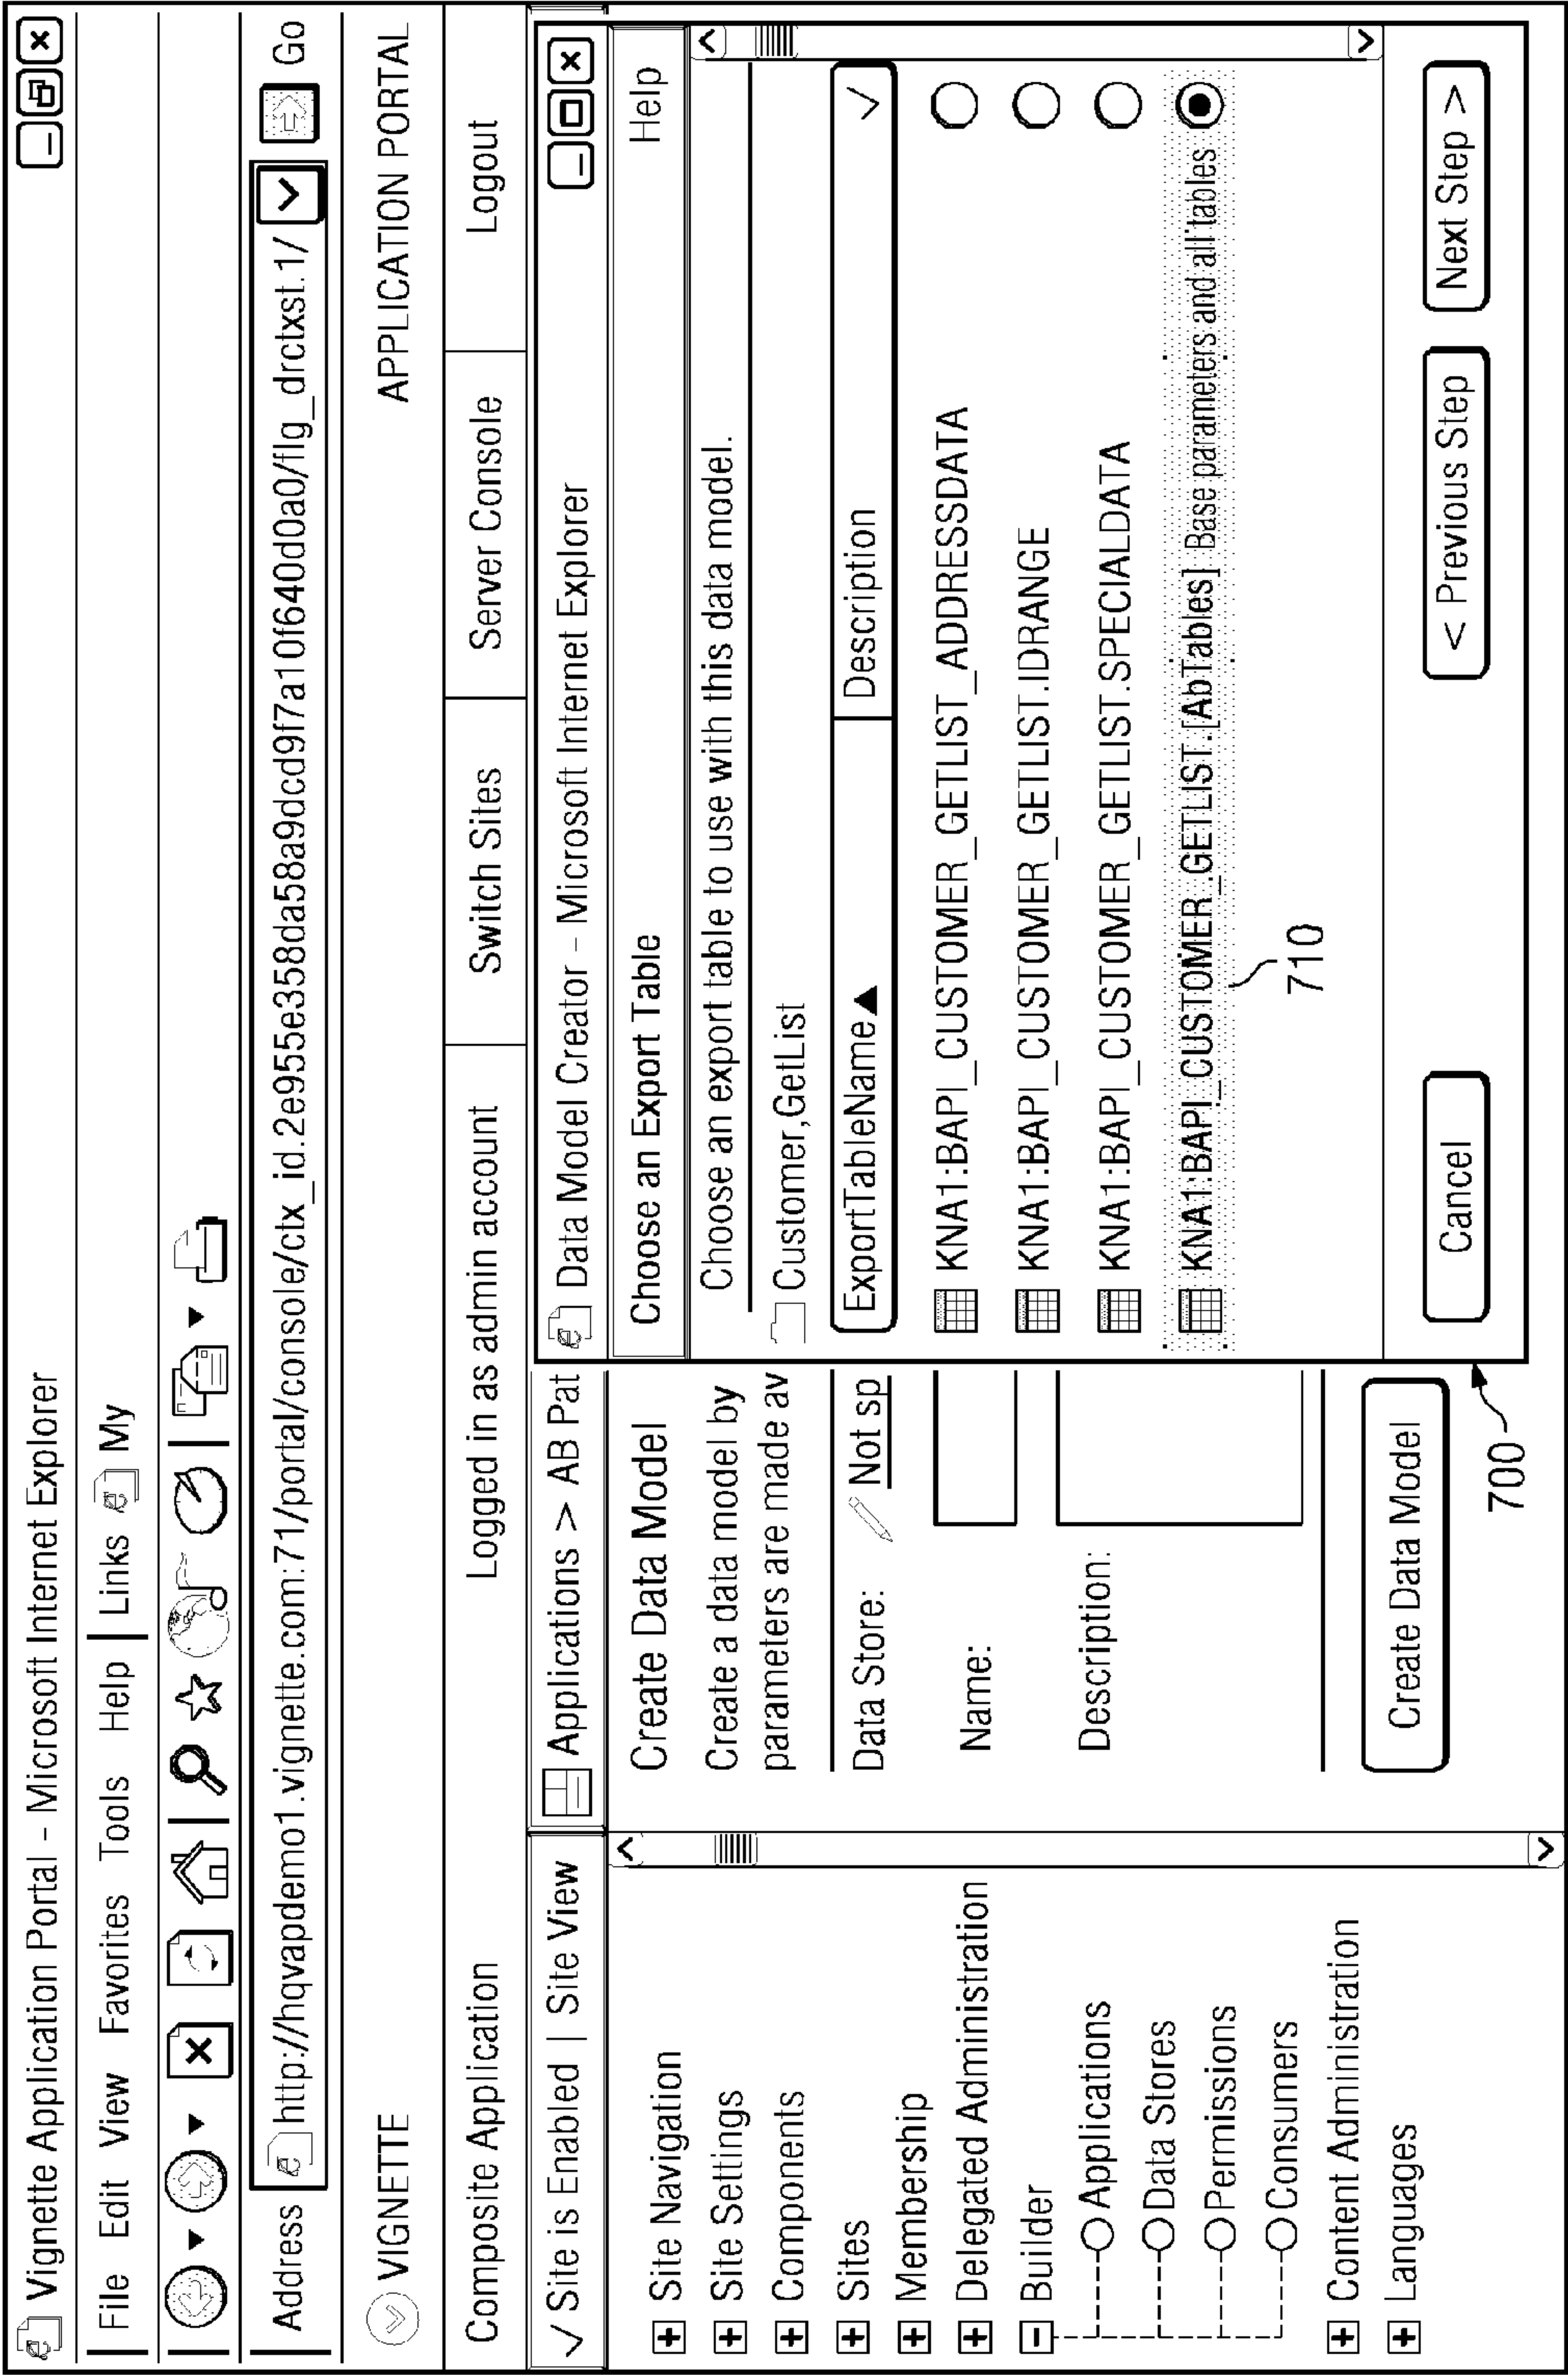 Vignette Application Portal - Microsoft Internet Explorer
File Edit View Favorites Tools Help Links My
Address http://hqvapdemo1.vignette.com:71/portal/console/ctx_id.2e955e358da58a9dcd9f7a10f640d0a0/flg_drctxst.1/ Go
VIGNETTE APPLICATION PORTAL
Composite Application Logged in as admin account Switch Sites Server Console Logout
Site is Enabled | Site View
Site Navigation
Site Settings
Components
Sites
Membership
Delegated Administration
Builder
Applications
Data Stores
Permissions
Consumers
Content Administration
Languages
Applications > AB Pat
Create Data Model
Create a data model by
parameters are made av
Data Store: Not sp
Name:
Description:
Create Data Model
700
Data Model Creator - Microsoft Internet Explorer
Choose an Export Table Help
Choose an export table to use with this data model.
Customer,GetList
ExportTableName Description
KNA1:BAPI_CUSTOMER_GETLIST_ADDRESSDATA
KNA1:BAPI_CUSTOMER_GETLIST.IDRANGE
KNA1:BAPI_CUSTOMER_GETLIST.SPECIALDATA
KNA1:BAPI_CUSTOMER_GETLIST.[AbTables] Base parameters and all tables
710
Cancel < Previous Step Next Step >